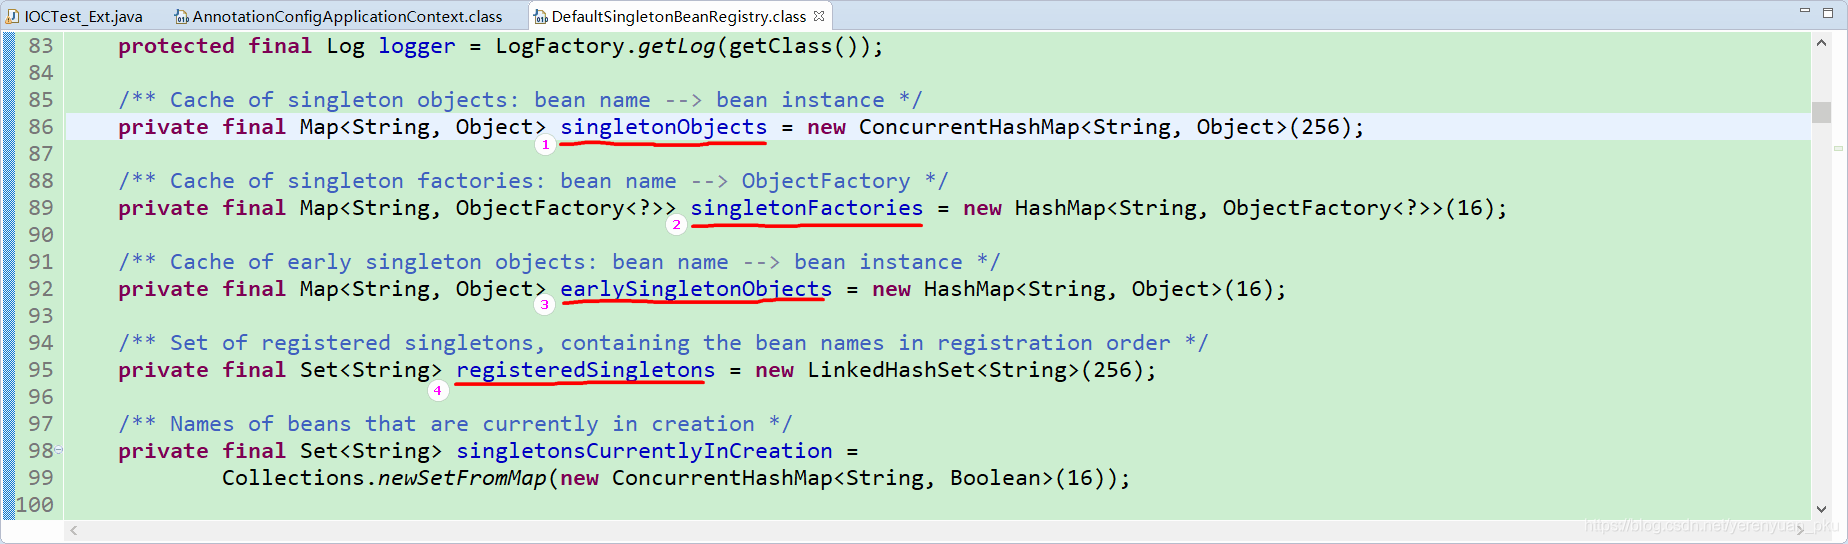 IOCTest_Ext.java AnnotationConfigApplicationContext.class DefaultSingletonBeanRegistry.class
83 protected final Log logger = LogFactory.getLog(getClass());
84
85 /** Cache of singleton objects: bean name --> bean instance */
86 private final Map<String, Object> singletonObjects = new ConcurrentHashMap<String, Object>(256);
1
87
88 /** Cache of singleton factories: bean name --> ObjectFactory */
89 private final Map<String, ObjectFactory<?>> singletonFactories = new HashMap<String, ObjectFactory<?>>(16);
2
90
91 /** Cache of early singleton objects: bean name --> bean instance */
92 private final Map<String, Object> earlySingletonObjects = new HashMap<String, Object>(16);
3
93
94 /** Set of registered singletons, containing the bean names in registration order */
95 private final Set<String> registeredSingletons = new LinkedHashSet<String>(256);
4
96
97 /** Names of beans that are currently in creation */
98 private final Set<String> singletonsCurrentlyInCreation =
99 Collections.newSetFromMap(new ConcurrentHashMap<String, Boolean>(16));
100
https://blog.csdn.net/yerenyuan_pku